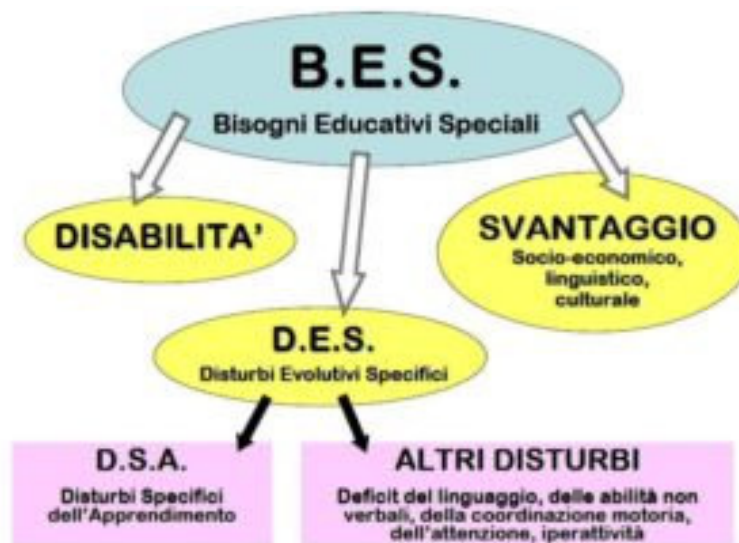 B.E.S.
Bisogni Educativi Speciali
DISABILITA'
SVANTAGGIO
Socio-economico,
linguistico,
culturale
D.E.S.
Disturbi Evolutivi Specifici
D.S.A.
Disturbi Specifici
dell'Apprendimento
ALTRI DISTURBI
Deficit del linguaggio, delle abilità non
verbali, della coordinazione motoria,
dell'attenzione, iperattività